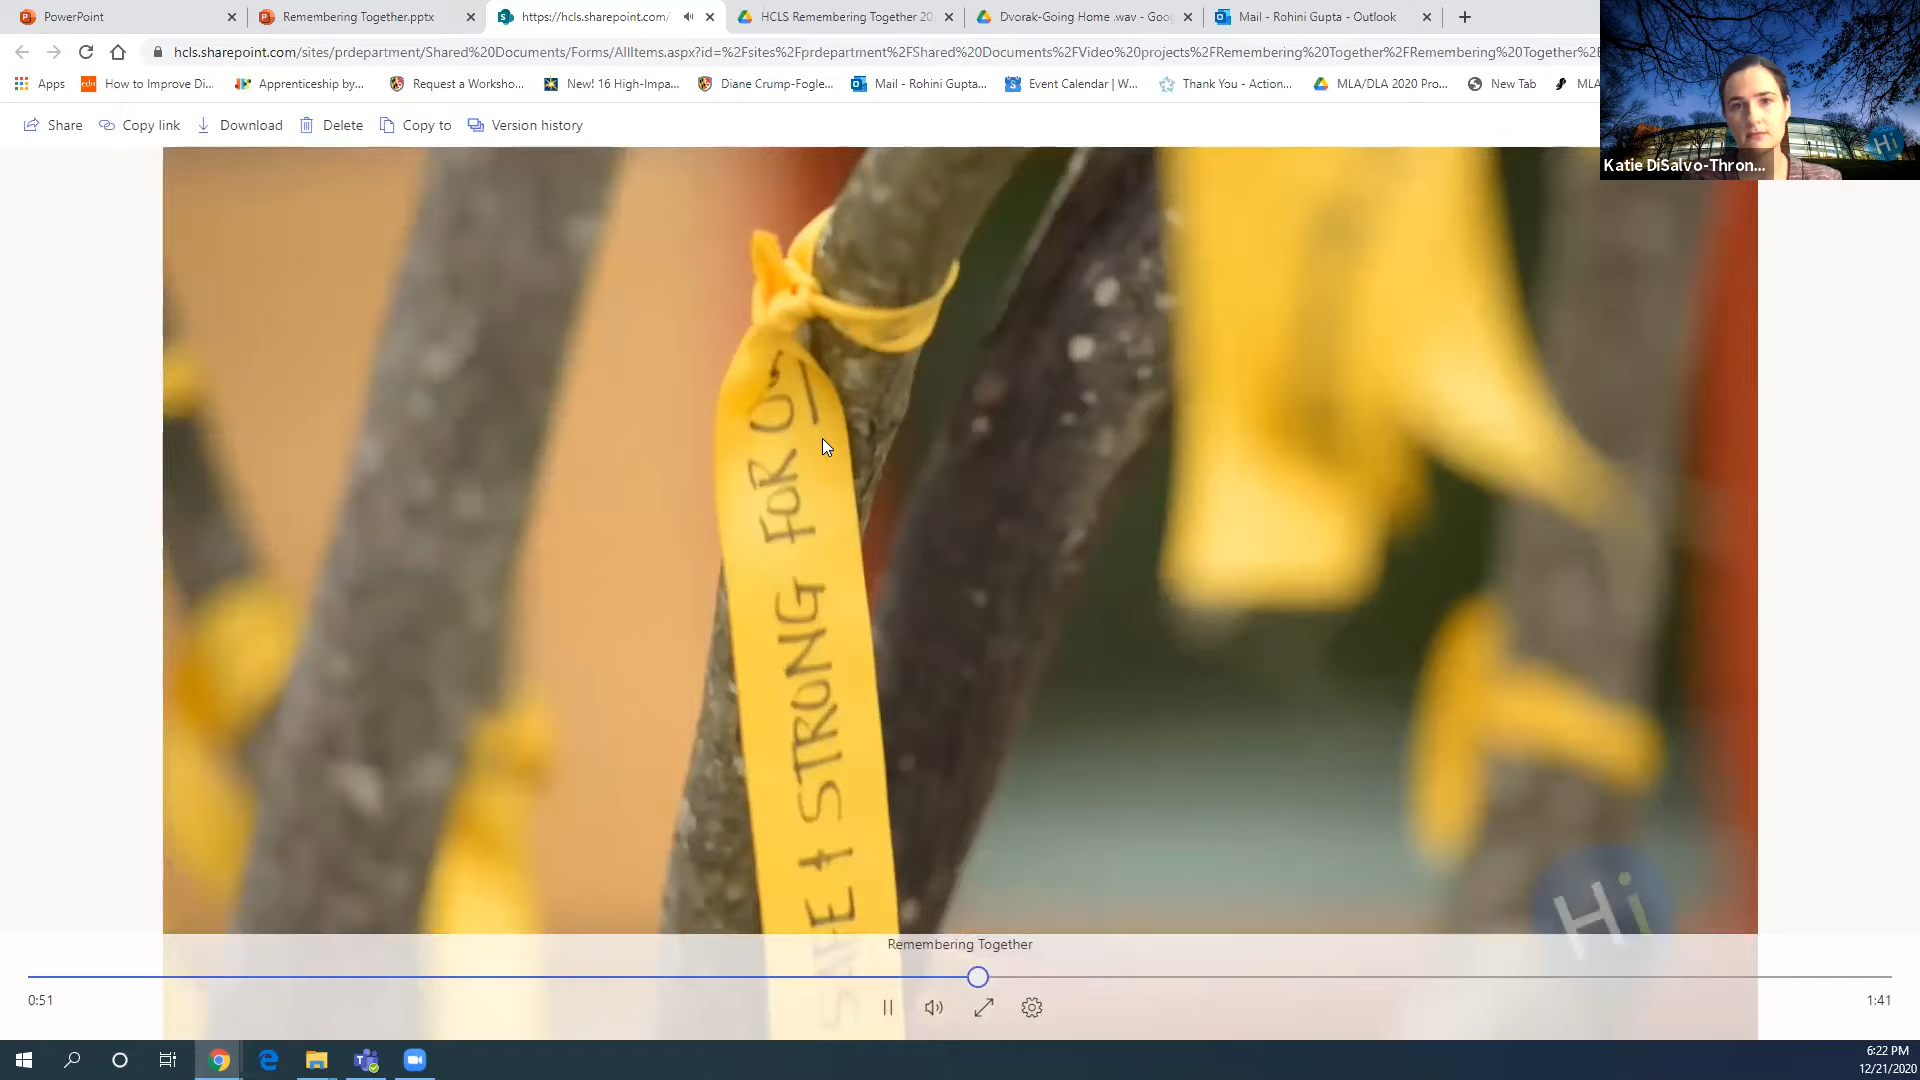 PowerPoint
Remembering Together.pptx
https://hcls.sharepoint.com/
HCLS Remembering Together 20
Dvorak-Going Home .wav - Goo
Mail - Rohini Gupta - Outlook
hcls.sharepoint.com/sites/prdepartment/Shared%20Documents/Forms/AllItems.aspx?id=%2Fsites%2Fprdepartment%2FShared%20Documents%2FVideo%20projects%2FRemembering%20Together%2FRemembering%20Together%2
Apps
How to Improve Di...
Apprenticeship by...
Request a Worksho...
New! 16 High-Impa...
Diane Crump-Fogle...
Mail - Rohini Gupta...
Event Calendar | W...
Thank You - Action...
MLA/DLA 2020 Pro...
New Tab
MLA
Share
Copy link
Download
Delete
Copy to
Version history
Hi
Katie DiSalvo-Thron...
SAFE + STRONG FOR
Hi
Remembering Together
0:51
1:41
6:22 PM
12/21/2020